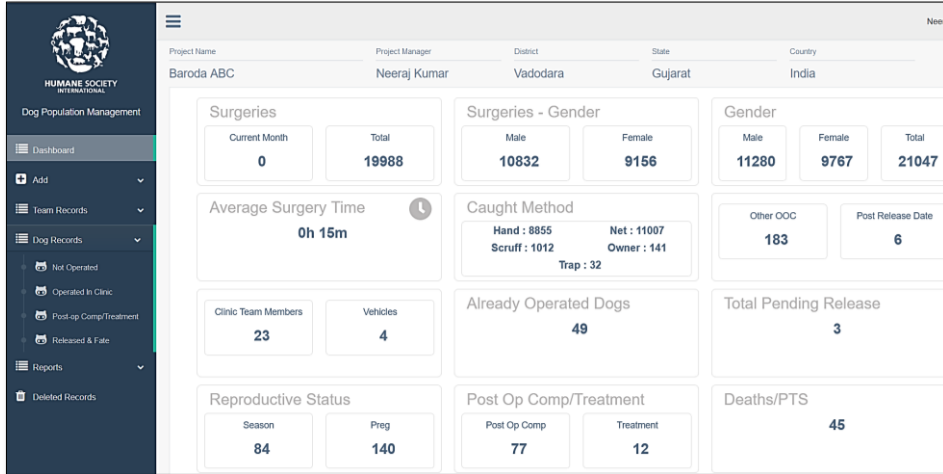 HUMANE SOCIETY
INTERNATIONAL
Dog Population Management
Dashboard
Add
Team Records
Dog Records
Not Operated
Operated In Clinic
Post-op Comp/Treatment
Released & Fate
Reports
Deleted Records
Nee
Project Name Project Manager District State Country
Baroda ABC Neeraj Kumar Vadodara Gujarat India
Surgeries
Current Month Total
0 19988
Surgeries - Gender
Male Female
10832 9156
Gender
Male Female Total
11280 9767 21047
Average Surgery Time
0h 15m
Caught Method
Hand : 8855 Net : 11007
Scruff : 1012 Owner : 141
Trap : 32
Other OOC Post Release Date
183 6
Clinic Team Members Vehicles
23 4
Already Operated Dogs
49
Total Pending Release
3
Reproductive Status
Season Preg
84 140
Post Op Comp/Treatment
Post Op Comp Treatment
77 12
Deaths/PTS
45